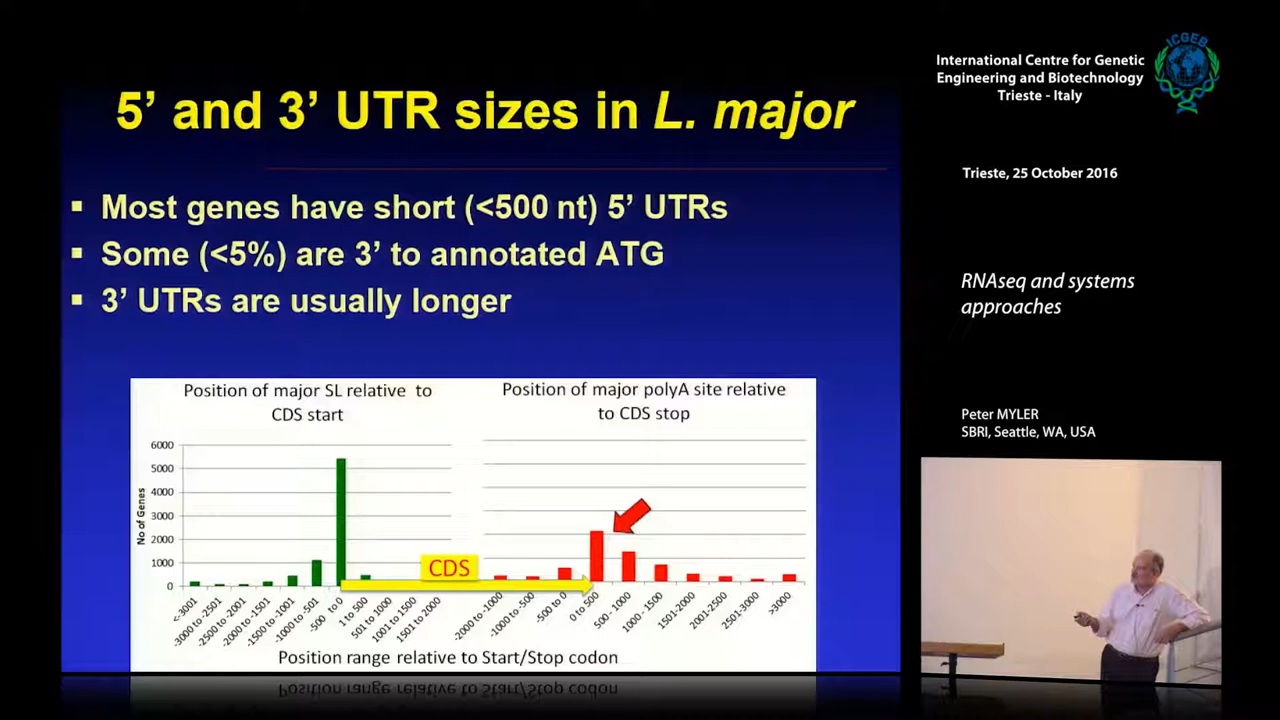 5' and 3' UTR sizes in L. major
▪ Most genes have short (<500 nt) 5' UTRs
▪ Some (<5%) are 3' to annotated ATG
▪ 3' UTRs are usually longer
Position of major SL relative to
CDS start
No of Genes
6000
5000
4000
3000
2000
1000
0
<-3001
-3000 to -2501
-2500 to -2001
-2000 to -1501
-1500 to -1001
-1000 to -501
-500 to 0
1 to 500
501 to 1000
1001 to 1500
1501 to 2000
CDS
Position of major polyA site relative
to CDS stop
-2000 to -1000
-1000 to -500
-500 to 0
0 to 500
500 - 1000
1000 - 1500
1501-2000
2001-2500
2501-3000
>3000
Position range relative to Start/Stop codon
International Centre for Genetic
Engineering and Biotechnology
Trieste - Italy
ICGEB
Trieste, 25 October 2016
RNAseq and systems
approaches
Peter MYLER
SBRI, Seattle, WA, USA